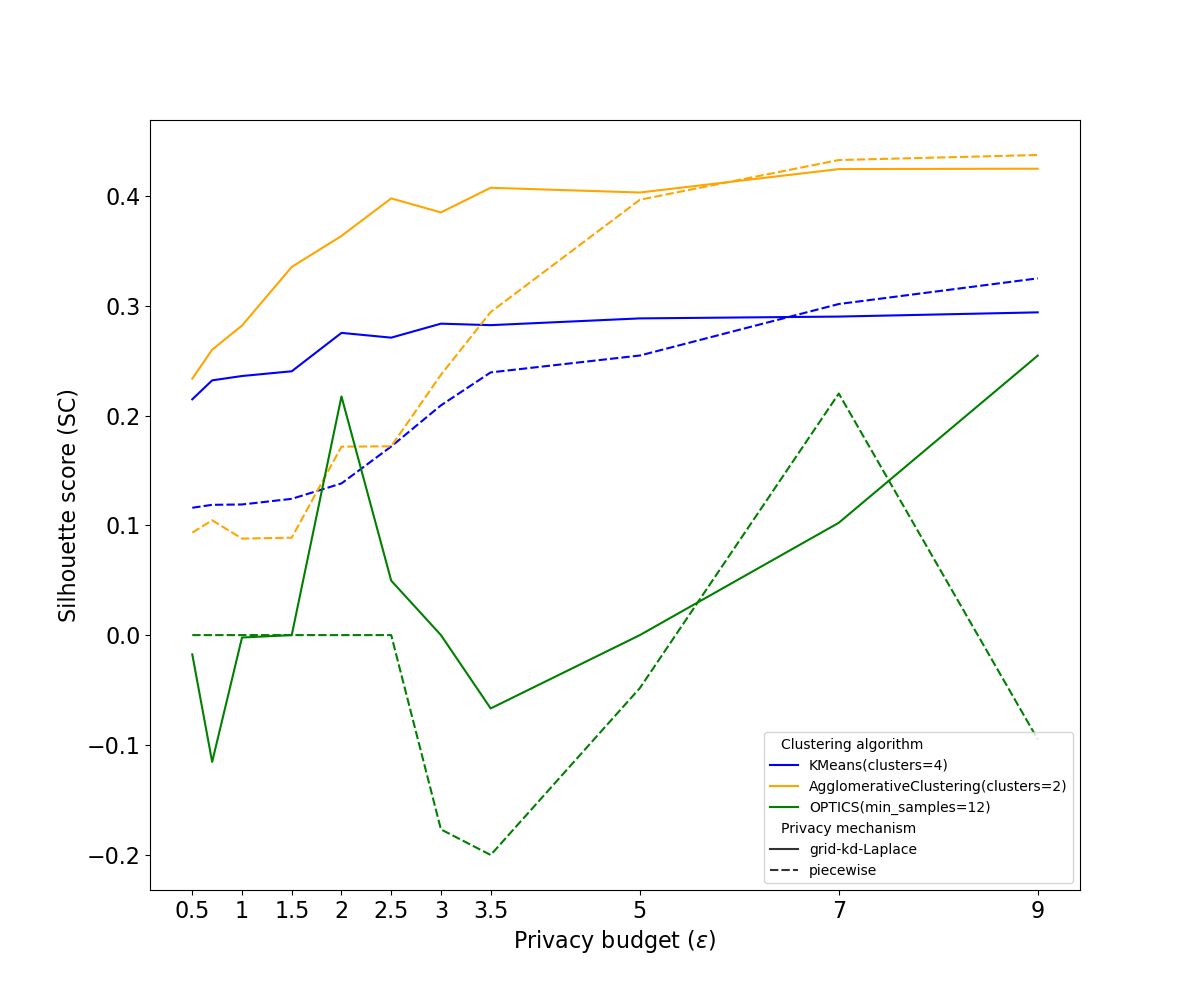 Silhouette score (SC)
0.4
0.3
0.2
0.1
0.0
−0.1
−0.2
0.5 1 1.5 2 2.5 3 3.5 5 7 9
Privacy budget (ε)
Clustering algorithm
KMeans(clusters=4)
AgglomerativeClustering(clusters=2)
OPTICS(min_samples=12)
Privacy mechanism
grid-kd-Laplace
piecewise